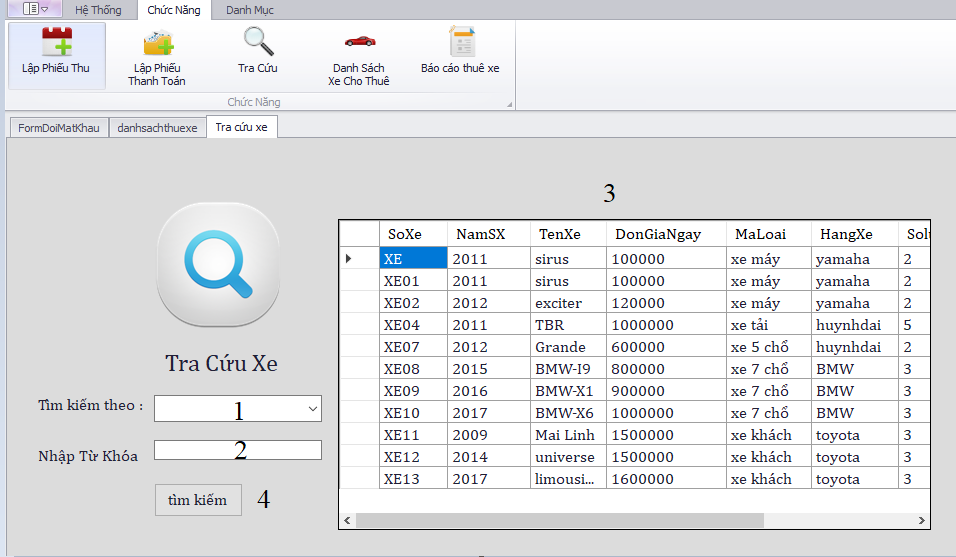 Hệ Thống Chức Năng Danh Mục
Lập Phiếu Thu Lập Phiếu Thanh Toán Tra Cứu Danh Sách Xe Cho Thuê Báo cáo thuê xe
Chức Năng
FormDoiMatKhau danhsachthuexe Tra cứu xe
3
Tra Cứu Xe
Tìm kiếm theo : 1
Nhập Từ Khóa 2
tìm kiếm 4
SoXe NamSX TenXe DonGiaNgay MaLoai HangXe
XE 2011 sirus 100000 xe máy yamaha 2
XE01 2011 sirus 100000 xe máy yamaha 2
XE02 2012 exciter 120000 xe máy yamaha 2
XE04 2011 TBR 1000000 xe tải huynhdai 5
XE07 2012 Grande 600000 xe 5 chổ huynhdai 2
XE08 2015 BMW-I9 800000 xe 7 chổ BMW 3
XE09 2016 BMW-X1 900000 xe 7 chổ BMW 3
XE10 2017 BMW-X6 1000000 xe 7 chổ BMW 3
XE11 2009 Mai Linh 1500000 xe khách toyota 3
XE12 2014 universe 1500000 xe khách toyota 3
XE13 2017 limousi... 1600000 xe khách toyota 3